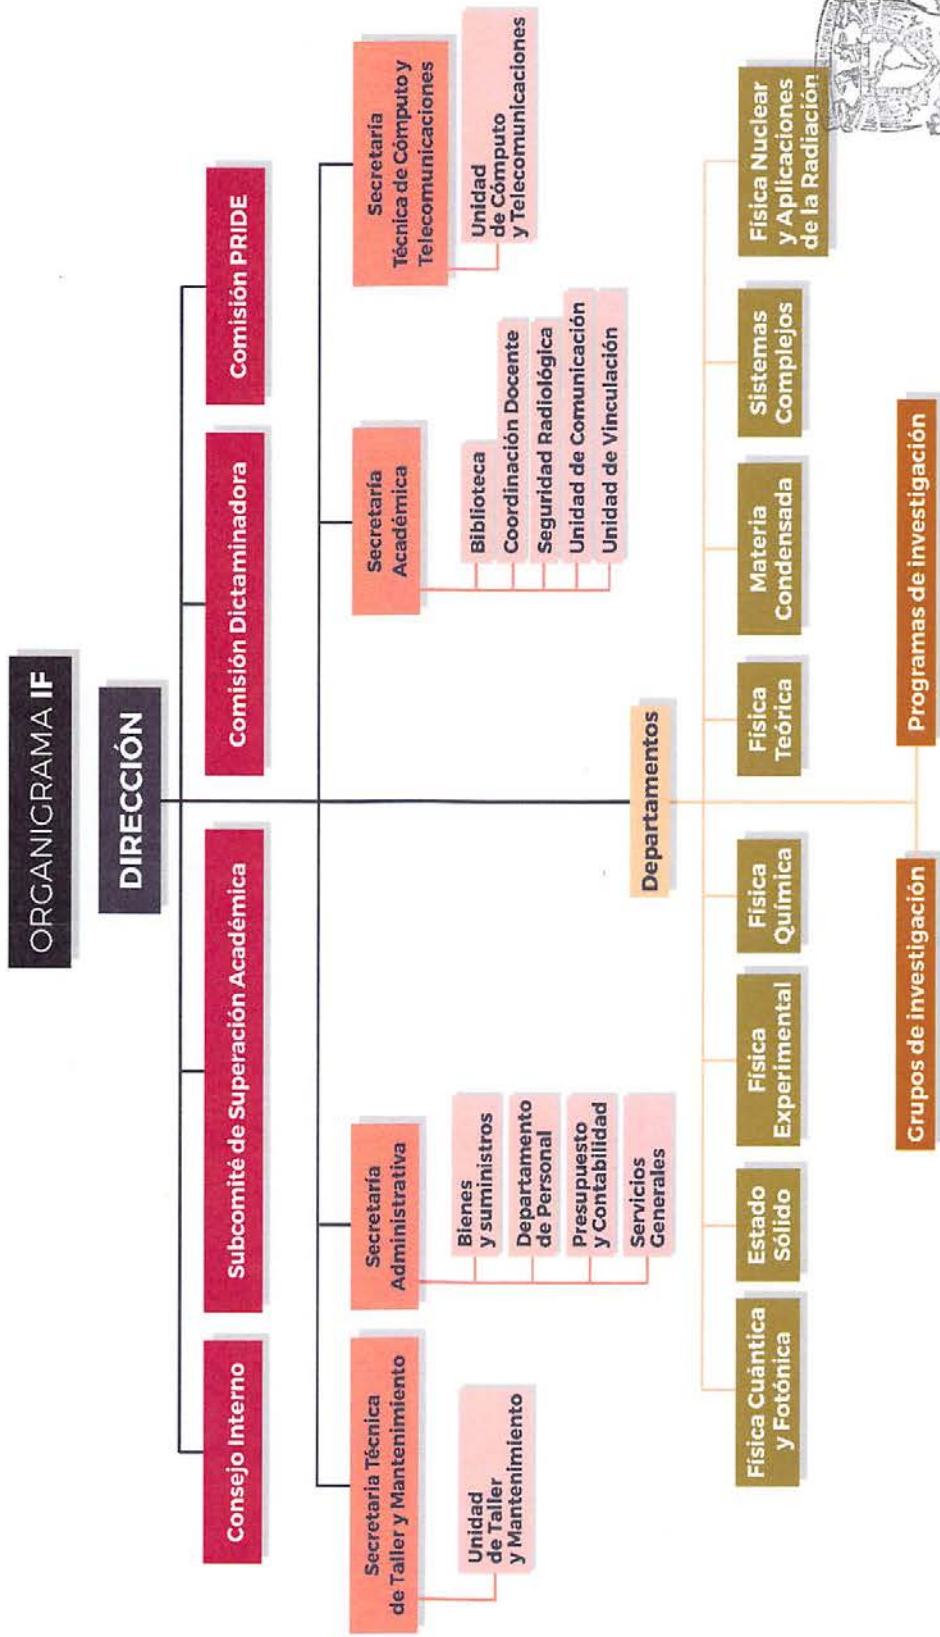 ORGANIGRAMA IF
DIRECCIÓN
Consejo Interno
Subcomité de Superación Académica
Comisión Dictaminadora
Comisión PRIDE
Secretaria Técnica
de Taller y Mantenimiento
Unidad
de Taller
y Mantenimiento
Secretaría
Administrativa
Bienes
y suministros
Departamento
de Personal
Presupuesto
y Contabilidad
Servicios
Generales
Secretaría
Académica
Biblioteca
Coordinación Docente
Seguridad Radiológica
Unidad de Comunicación
Unidad de Vinculación
Secretaría
Técnica de Cómputo y
Telecomunicaciones
Unidad
de Cómputo
y Telecomunicaciones
Departamentos
Física Cuántica
y Fotónica
Estado
Sólido
Física
Experimental
Física
Química
Física
Teórica
Materia
Condensada
Sistemas
Complejos
Física Nuclear
y Aplicaciones
de la Radiación
Grupos de investigación
Programas de investigación